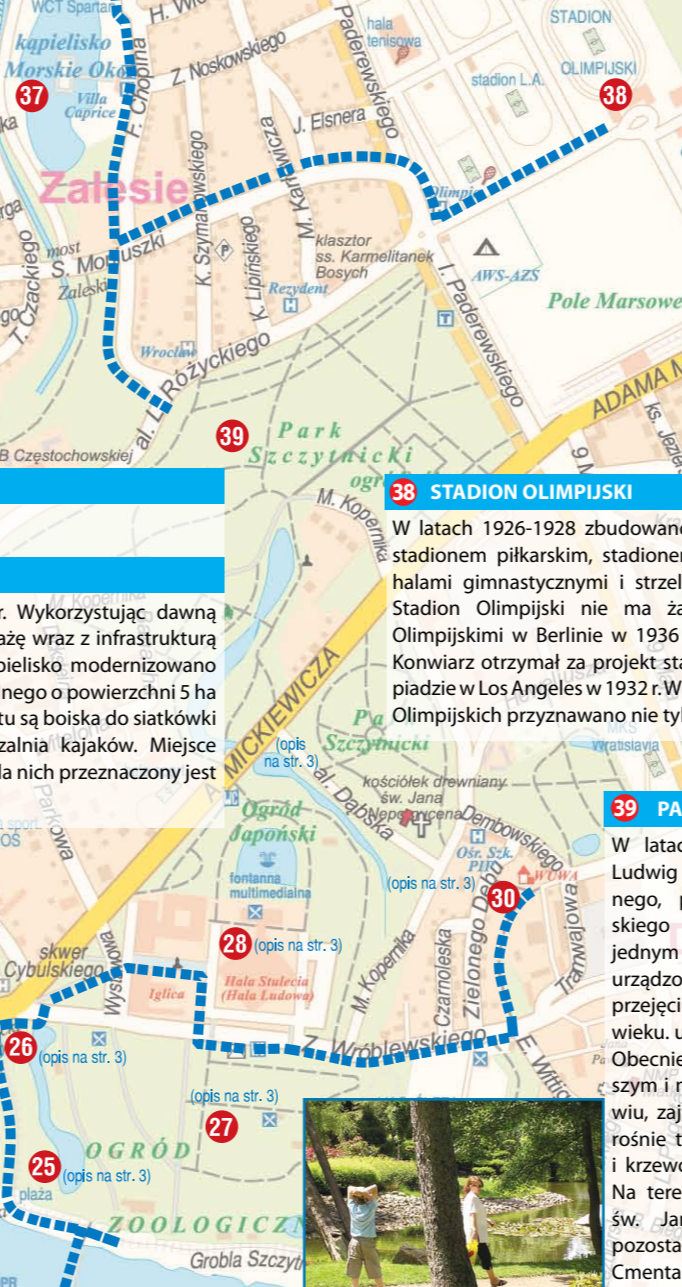 WCT Spartan
kąpielisko
Morskie Oko
37
Villa
Caprice
F. Chopina
Z. Noskowskiego
Paderewskiego
hala
tenisowa
STADION
OLIMPIJSKI
stadion L.A.
38
J. Elsnera
M. Karłowicza
K. Szymanowskiego
K. Lipińskiego
Zalesie
Olimpia
most
Zaleski
S. Moniuszki
T. Czackiego
klasztor
ss. Karmelitanek
Bosych
Rezydent
H
P
AWS-AZS
I. Paderewskiego
T
Pole Marsowe
Wrocław
al. L. Różyckiego
ADAMA M
ks. Jezier
B Częstochowskiej
39
Park
Szczytnicki
M. Kopernika
38 STADION OLIMPIJSKI
W latach 1926-1928 zbudowano
stadionem piłkarskim, stadionem
halami gimnastycznymi i strzel
Stadion Olimpijski nie ma ża
Olimpijskimi w Berlinie w 1936
Konwiarz otrzymał za projekt sta
piadzie w Los Angeles w 1932 r. W
Olimpijskich przyznawano nie tyl
r. Wykorzystując dawną
ażę wraz z infrastrukturą
pielisko modernizowano
nego o powierzchni 5 ha
tu są boiska do siatkówki
zalnia kajaków. Miejsce
la nich przeznaczony jest
A. MICKIEWICZA
Pa
Szczytnicki
(opis
na str. 3)
al. Dąbska
MKS
Wratislavia
kościółek drewniany
św. Jana
Nepomucena
Dembowskiego
Parkowa
Ogród
Japoński
fontanna
multimedialna
Ośr. Szk.
PIP
WUWA
(opis na str. 3)
30
28 (opis na str. 3)
Zielonego Dębu
Tramwajowa
Czarnoleska
M. Kopernika
skwer
Cybulskiego
Wystawowa
Iglica
Hala Stulecia
(Hala Ludowa)
Z. Wróblewskiego
E. Wittig
26 (opis na str. 3)
(opis na str. 3)
27
25 (opis na str. 3)
plaża
OGRÓD
ZOOLOGICZN
Grobla Szczytn
39 PA
W latach
Ludwig
nego, p
skiego
jednym
urządzo
przejęci
wieku. u
Obecnie
szym i n
wiu, zaj
rośnie t
i krzewo
Na tere
św. Jan
pozosta
Cmenta